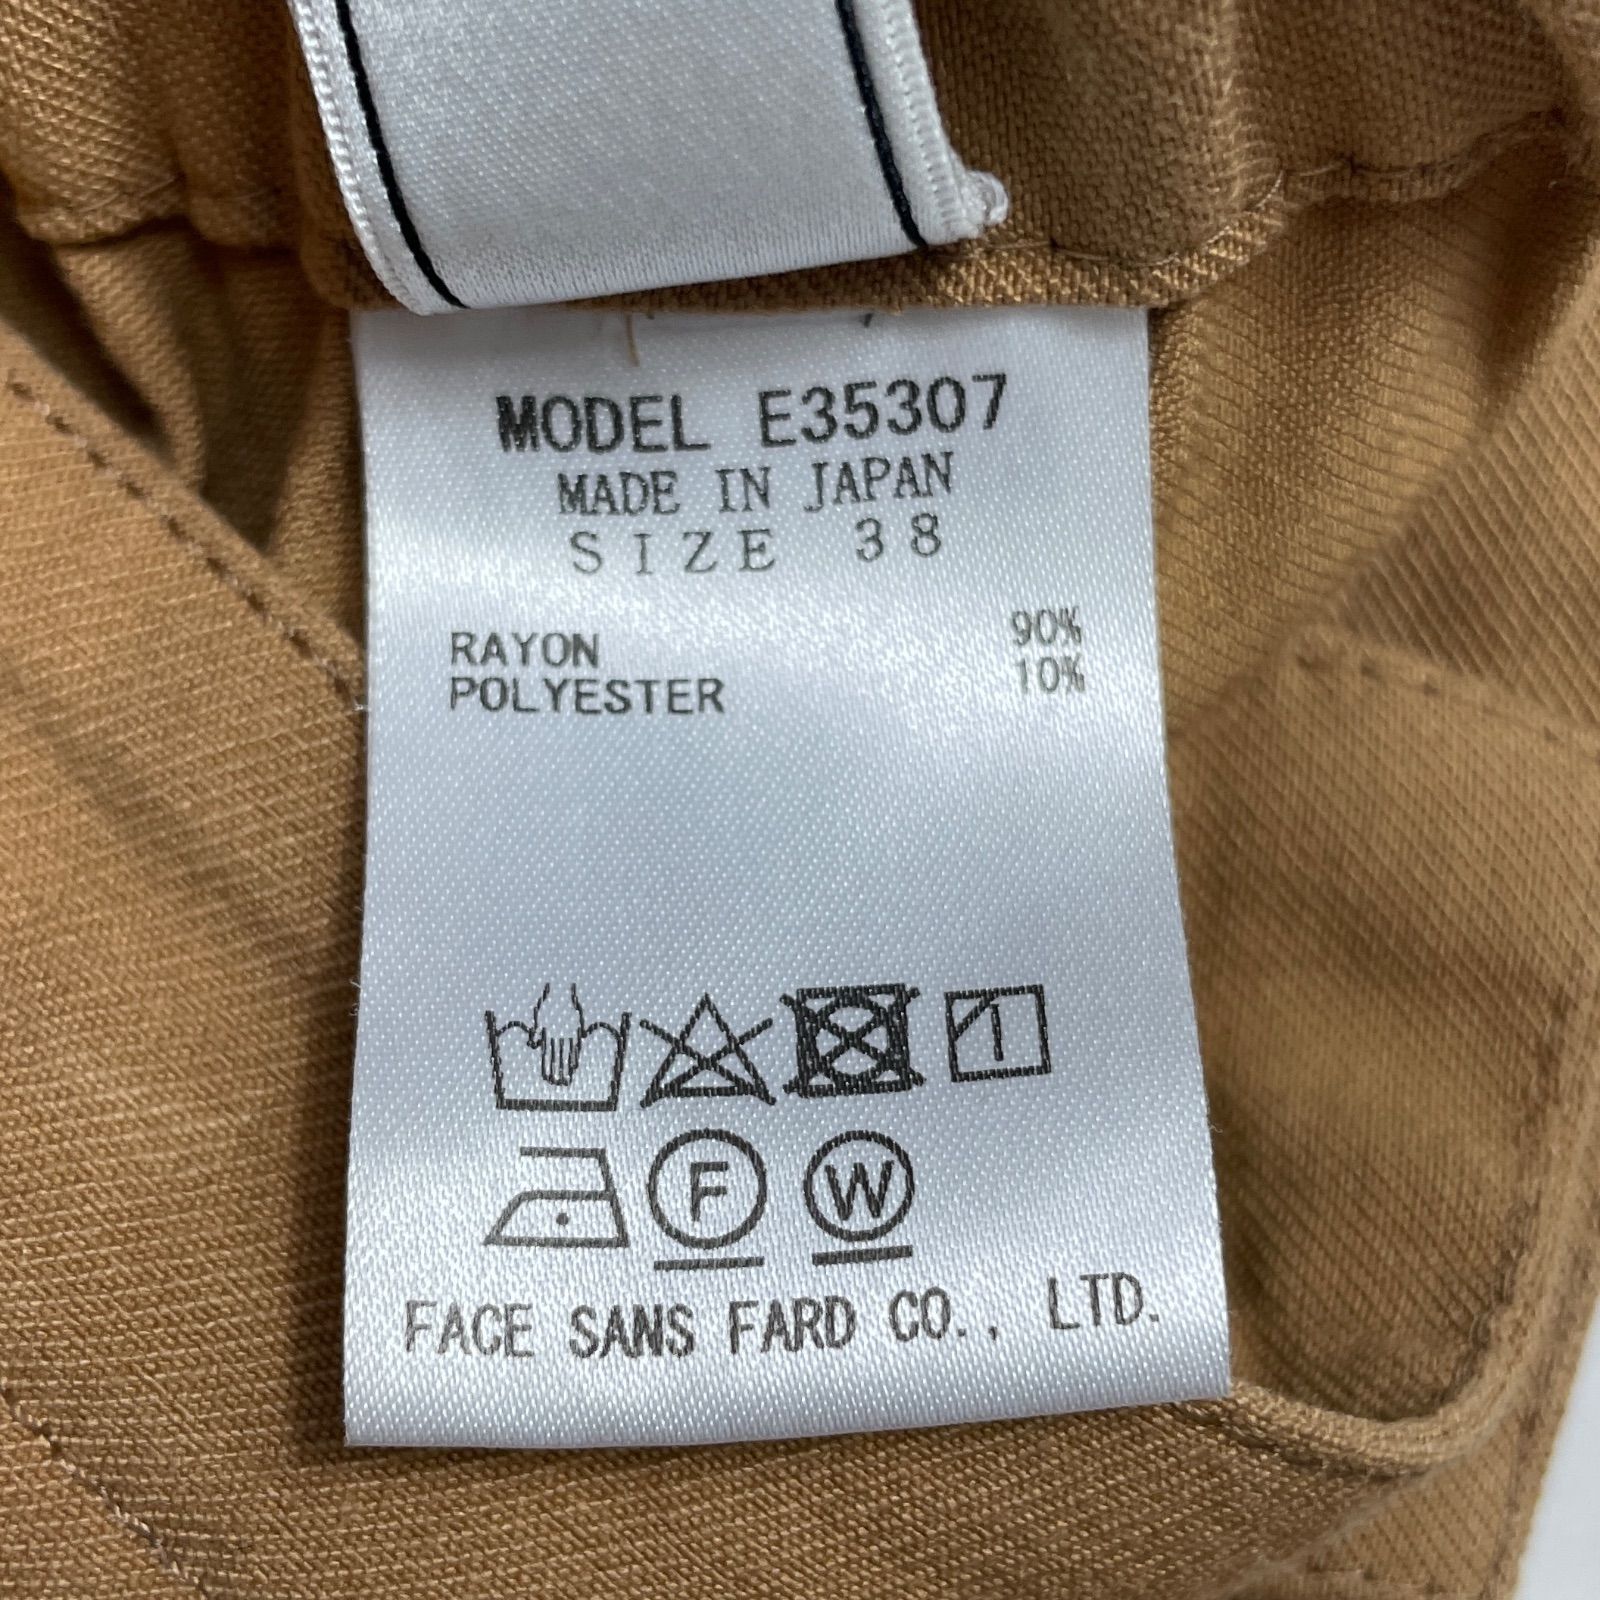 MODEL E35307
MADE IN JAPAN
SIZE 38
RAYON 90%
POLYESTER 10%
F W
FACE SANS FARD CO., LTD.